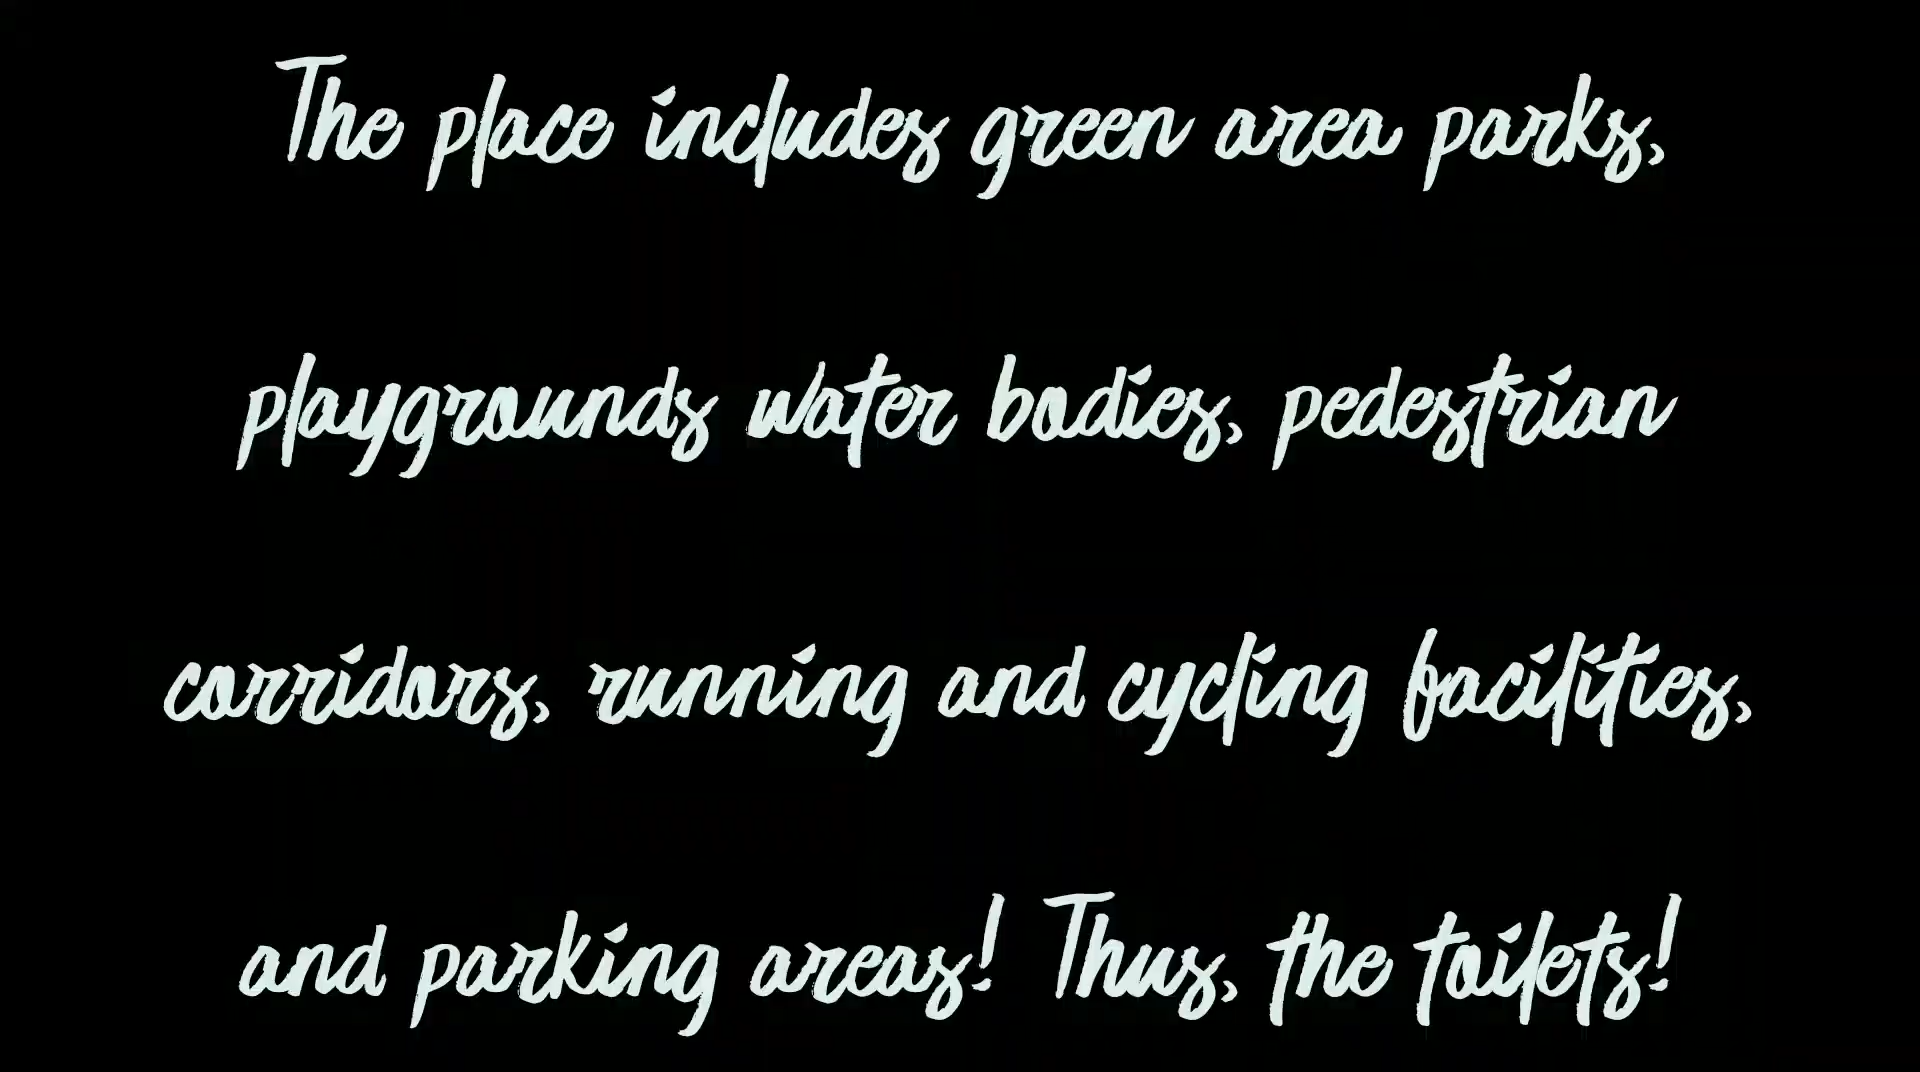 The place includes green area parks,
playgrounds water bodies, pedestrian
corridors, running and cycling facilities,
and parking areas! Thus, the toilets!